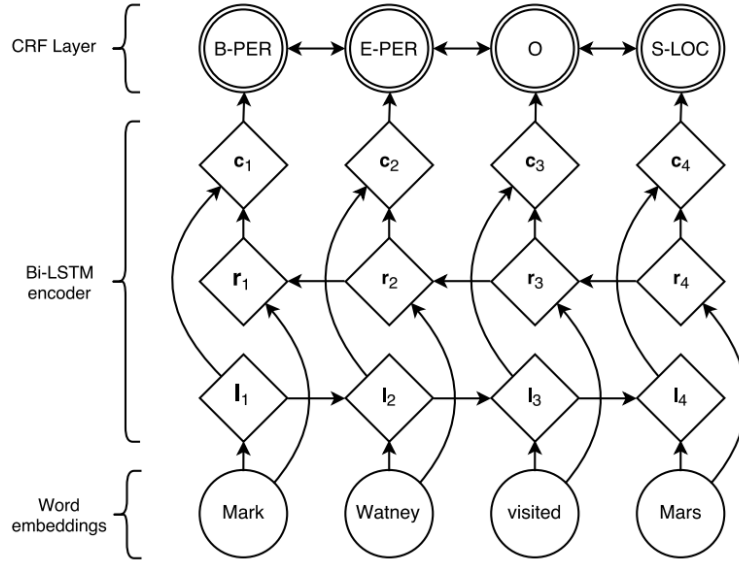 CRF Layer
B-PER
E-PER
O
S-LOC
c₁
c₂
c₃
c₄
Bi-LSTM
encoder
r₁
r₂
r₃
r₄
l₁
l₂
l₃
l₄
Word
embeddings
Mark
Watney
visited
Mars